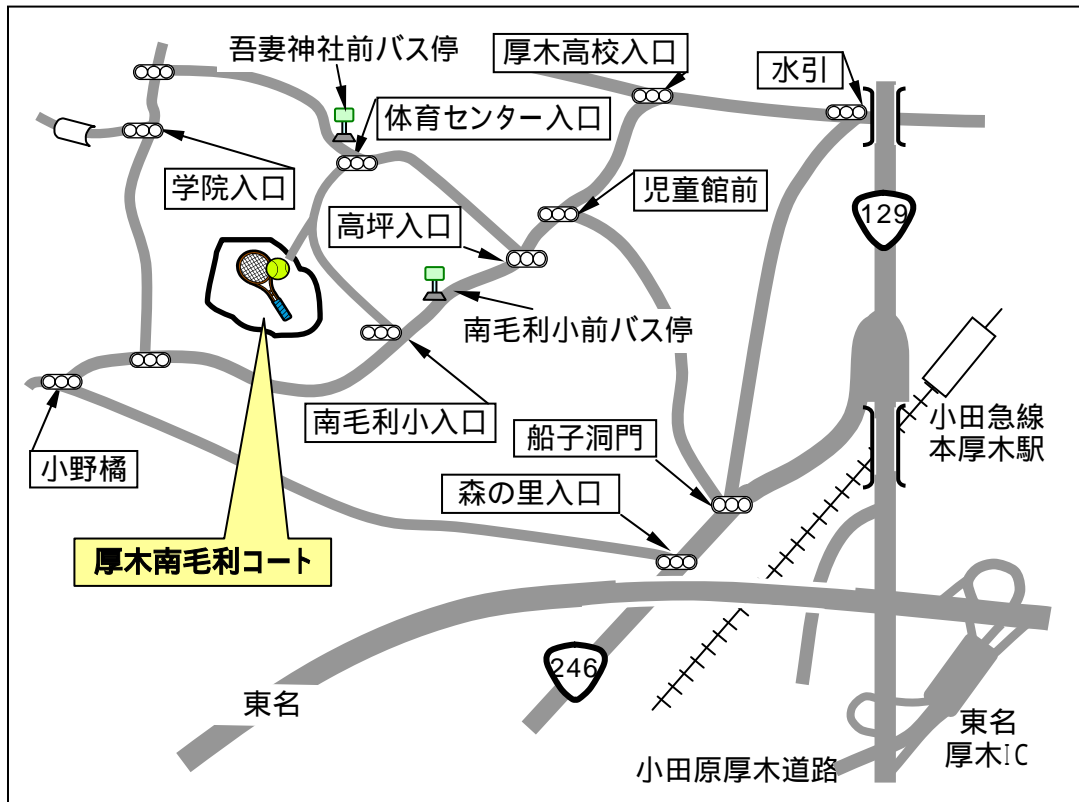 吾妻神社前バス停
厚木高校入口
水引
体育センター入口
学院入口
児童館前
129
高坪入口
南毛利小前バス停
南毛利小入口
小田急線
本厚木駅
船子洞門
小野橘
森の里入口
厚木南毛利コート
246
東名
東名
厚木IC
小田原厚木道路